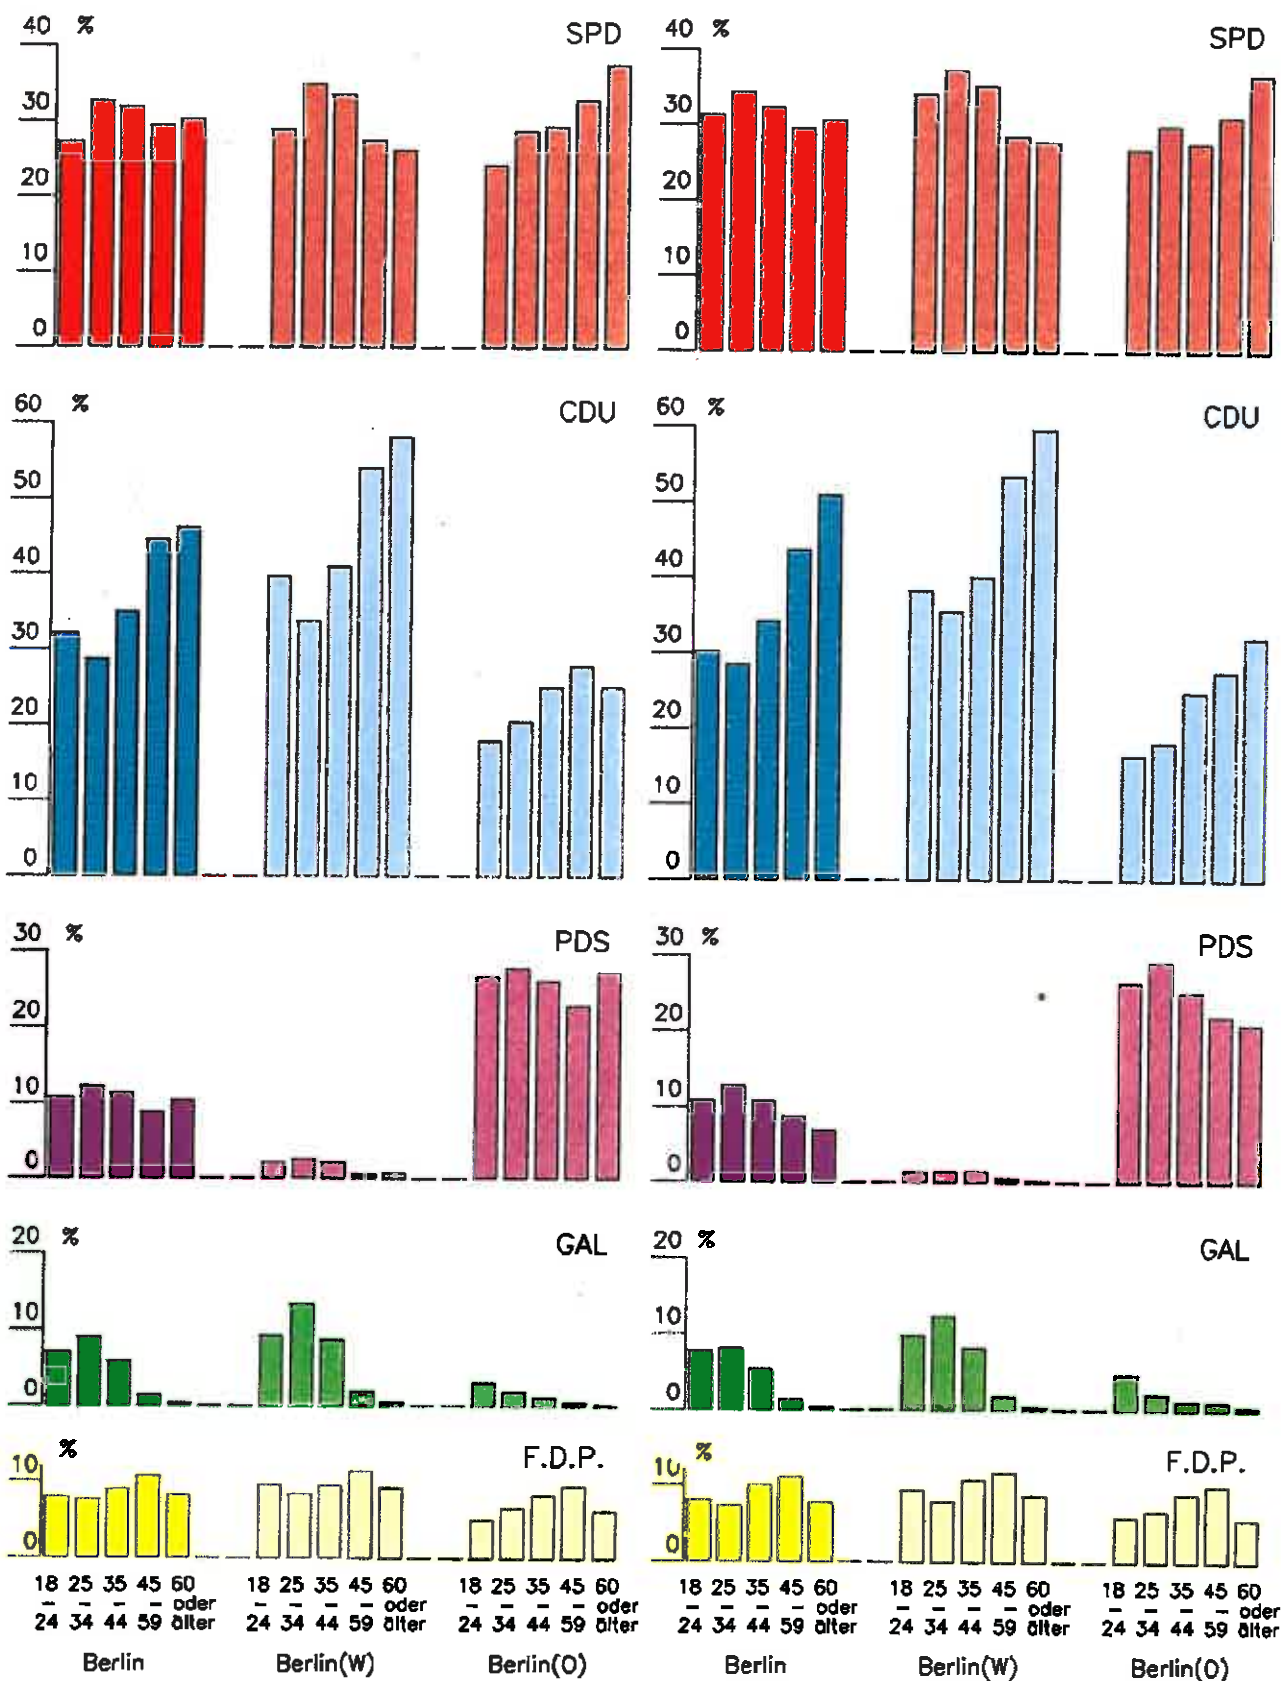 40 % SPD
30
20
10
0
60 % CDU
50
40
30
20
10
0
30 % PDS
20
10
0
20 % GAL
10
0
% F.D.P.
10
0
18 25 35 45 60 18 25 35 45 60 18 25 35 45 60
– – – – oder – – – – oder – – – – oder
24 34 44 59 älter 24 34 44 59 älter 24 34 44 59 älter
Berlin Berlin(W) Berlin(O)
40 % SPD
30
20
10
0
60 % CDU
50
40
30
20
10
0
30 % PDS
20
10
0
20 % GAL
10
0
% F.D.P.
10
0
18 25 35 45 60 18 25 35 45 60 18 25 35 45 60
– – – – oder – – – – oder – – – – oder
24 34 44 59 älter 24 34 44 59 älter 24 34 44 59 älter
Berlin Berlin(W) Berlin(O)